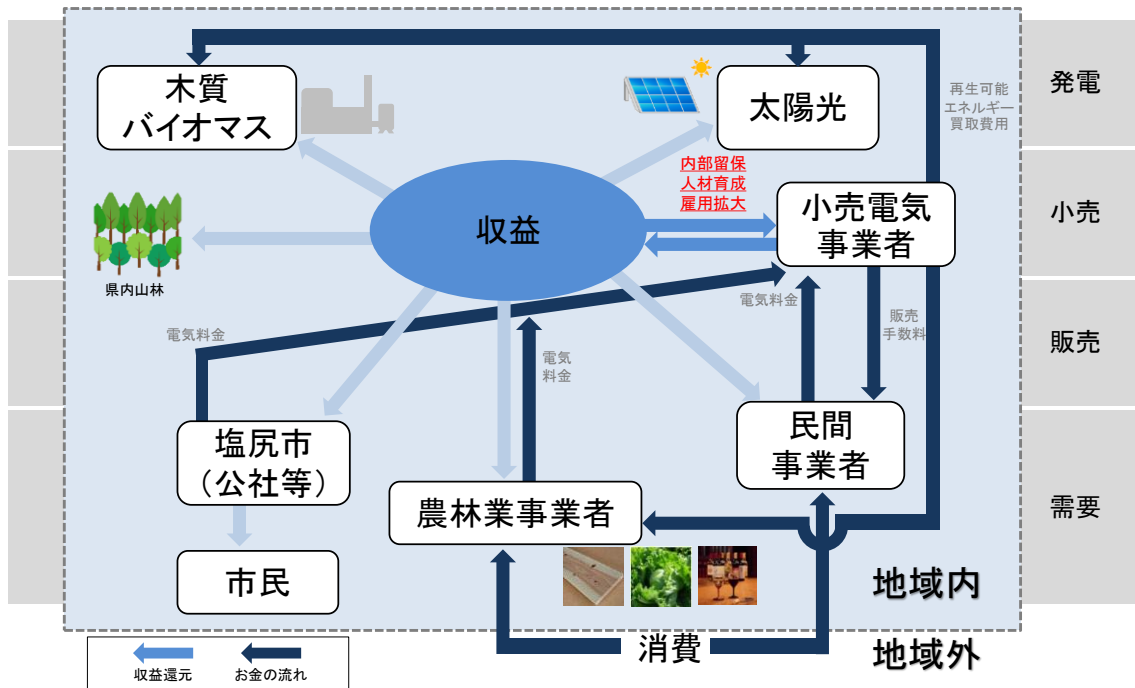 木質
バイオマス
太陽光
再生可能
エネルギー
買取費用
発電
内部留保
人材育成
雇用拡大
収益
小売電気
事業者
小売
県内山林
電気料金
電気料金
販売
手数料
販売
電気
料金
塩尻市
（公社等）
民間
事業者
農林業事業者
需要
市民
地域内
消費
地域外
収益還元
お金の流れ